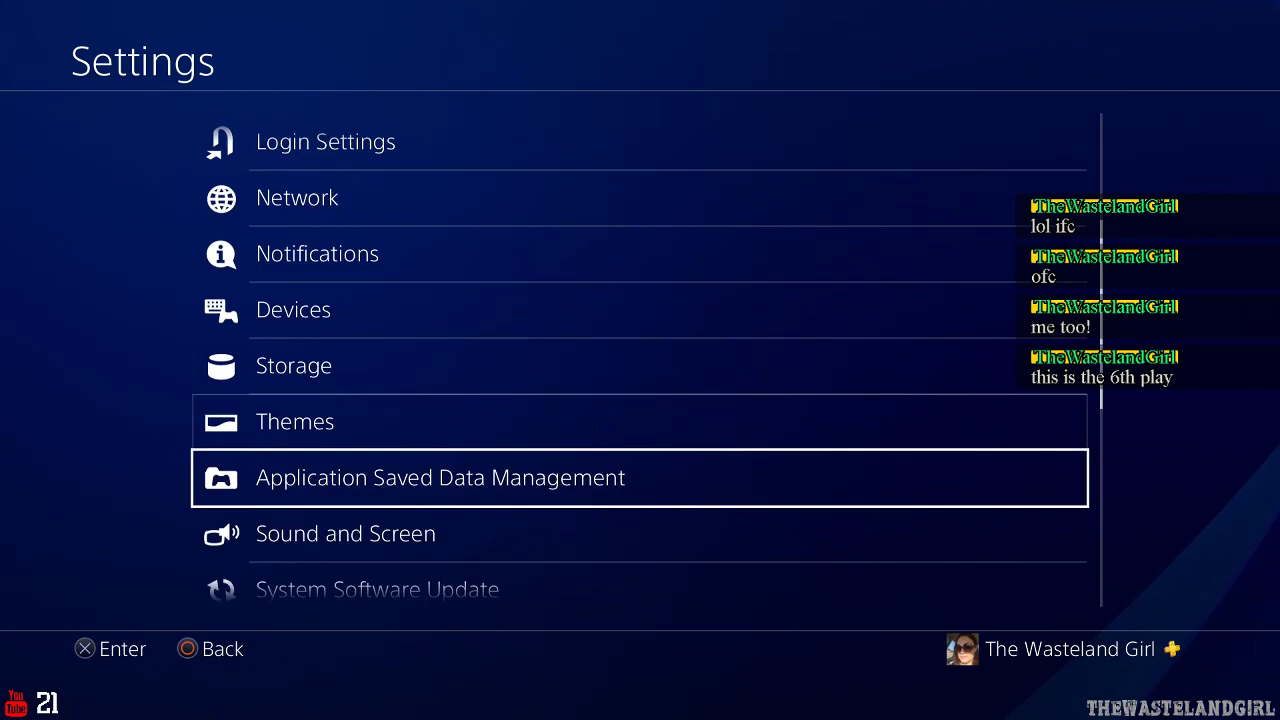 Settings
Login Settings
Network
Notifications
Devices
Storage
Themes
Application Saved Data Management
Sound and Screen
System Software Update
TheWastelandGirl
lol ifc
TheWastelandGirl
ofc
TheWastelandGirl
me too!
TheWastelandGirl
this is the 6th play
Enter
Back
The Wasteland Girl
You
Tube
21
THEWASTELANDGIRL